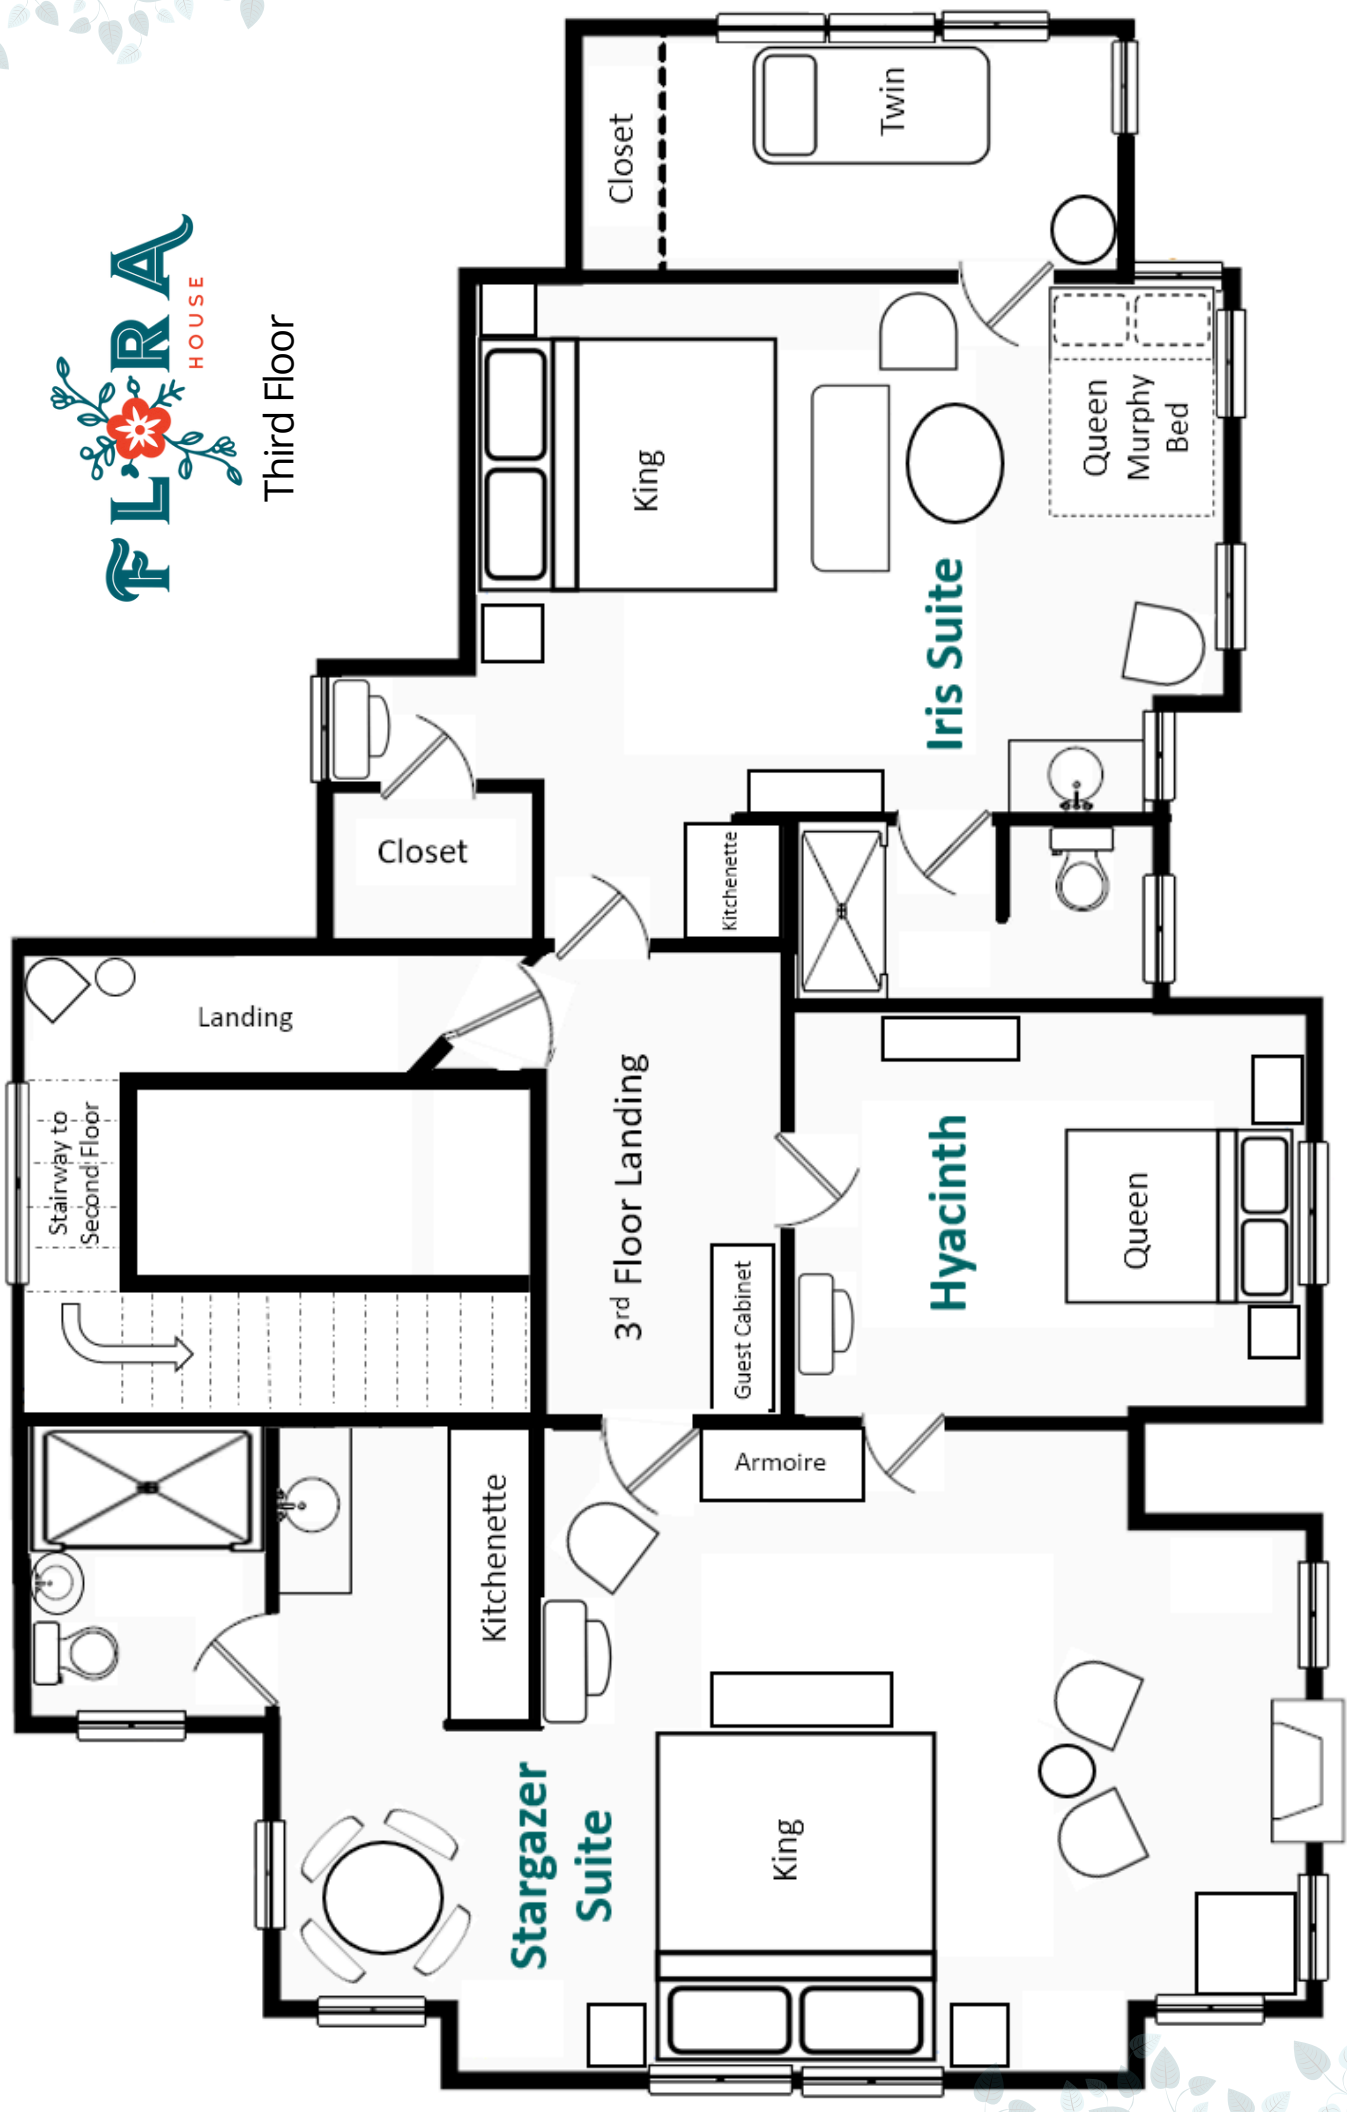 FLORA
HOUSE
Third Floor
Closet
Twin
King
Queen
Murphy
Bed
Iris Suite
Closet
Kitchenette
Landing
Stairway to
Second Floor
3rd Floor Landing
Guest Cabinet
Hyacinth
Queen
Armoire
Kitchenette
Stargazer
Suite
King